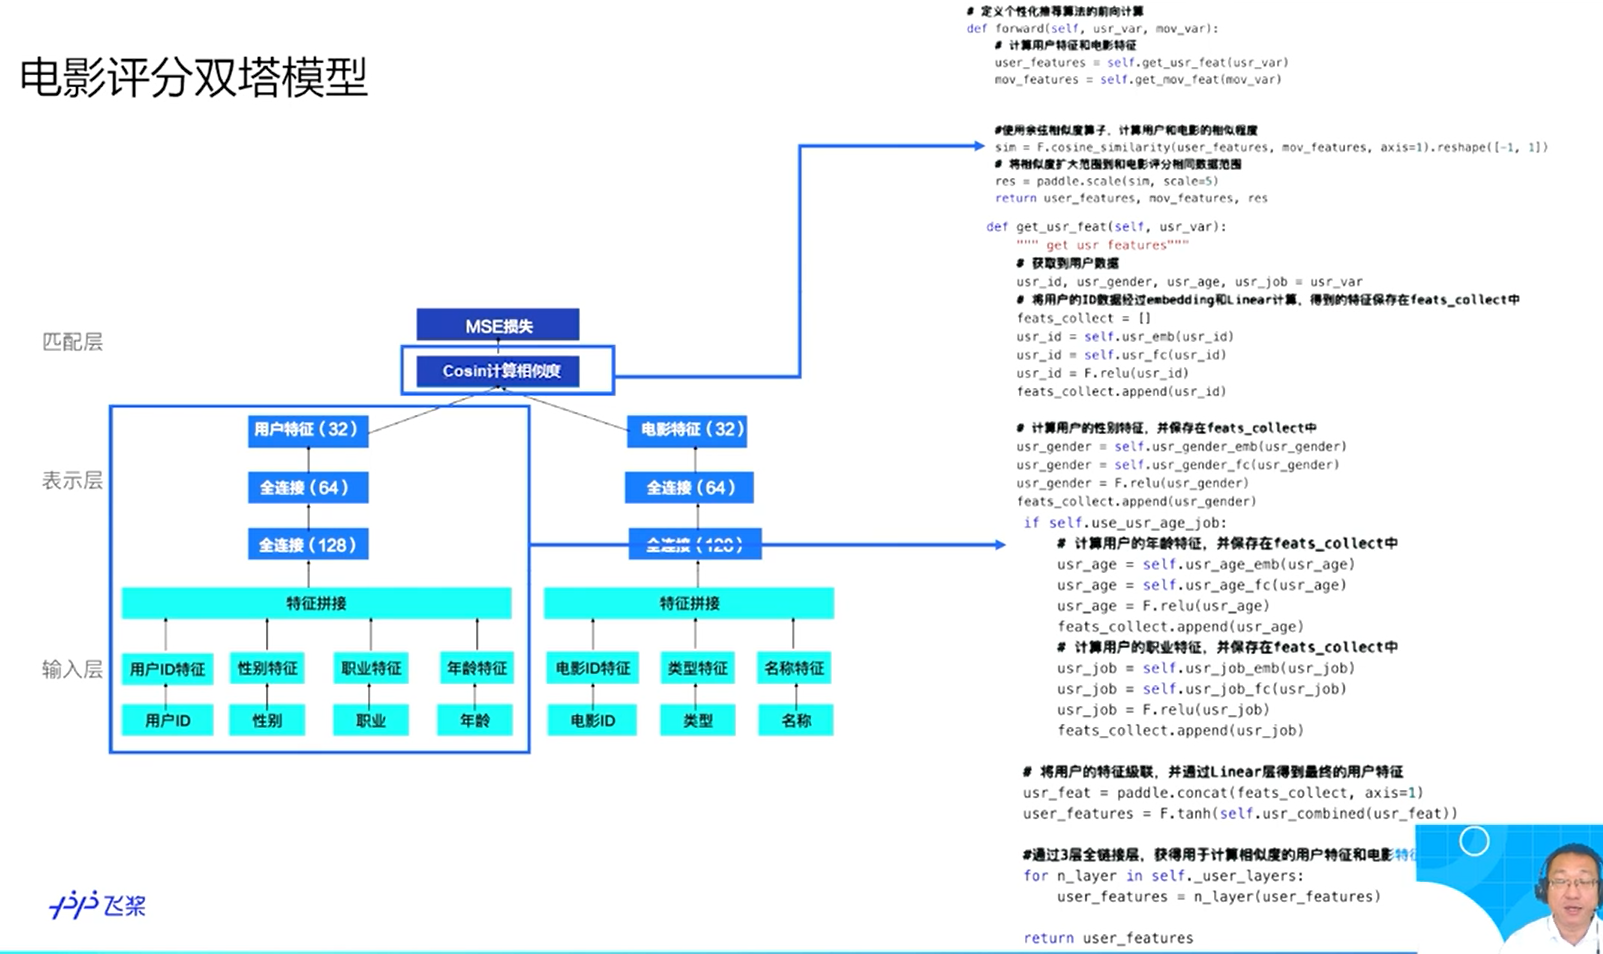 电影评分双塔模型
匹配层
表示层
输入层
MSE损失
Cosin计算相似度
用户特征（32）
电影特征（32）
全连接（64）
全连接（64）
全连接（128）
全连接（128）
特征拼接
特征拼接
用户ID特征
性别特征
职业特征
年龄特征
电影ID特征
类型特征
名称特征
用户ID
性别
职业
年龄
电影ID
类型
名称
飞桨
# 定义个性化推荐算法的前向计算
def forward(self, usr_var, mov_var):
# 计算用户特征和电影特征
user_features = self.get_usr_feat(usr_var)
mov_features = self.get_mov_feat(mov_var)
#使用余弦相似度算子，计算用户和电影的相似程度
sim = F.cosine_similarity(user_features, mov_features, axis=1).reshape([-1, 1])
# 将相似度扩大范围到和电影评分相同数据范围
res = paddle.scale(sim, scale=5)
return user_features, mov_features, res
def get_usr_feat(self, usr_var):
""" get usr features"""
# 获取到用户数据
usr_id, usr_gender, usr_age, usr_job = usr_var
# 将用户的ID数据经过embedding和Linear计算，得到的特征保存在feats_collect中
feats_collect = []
usr_id = self.usr_emb(usr_id)
usr_id = self.usr_fc(usr_id)
usr_id = F.relu(usr_id)
feats_collect.append(usr_id)
# 计算用户的性别特征，并保存在feats_collect中
usr_gender = self.usr_gender_emb(usr_gender)
usr_gender = self.usr_gender_fc(usr_gender)
usr_gender = F.relu(usr_gender)
feats_collect.append(usr_gender)
if self.use_usr_age_job:
# 计算用户的年龄特征，并保存在feats_collect中
usr_age = self.usr_age_emb(usr_age)
usr_age = self.usr_age_fc(usr_age)
usr_age = F.relu(usr_age)
feats_collect.append(usr_age)
# 计算用户的职业特征，并保存在feats_collect中
usr_job = self.usr_job_emb(usr_job)
usr_job = self.usr_job_fc(usr_job)
usr_job = F.relu(usr_job)
feats_collect.append(usr_job)
# 将用户的特征级联，并通过Linear层得到最终的用户特征
usr_feat = paddle.concat(feats_collect, axis=1)
user_features = F.tanh(self.usr_combined(usr_feat))
#通过3层全链接层，获得用于计算相似度的用户特征和电影特征
for n_layer in self._user_layers:
user_features = n_layer(user_features)
return user_features